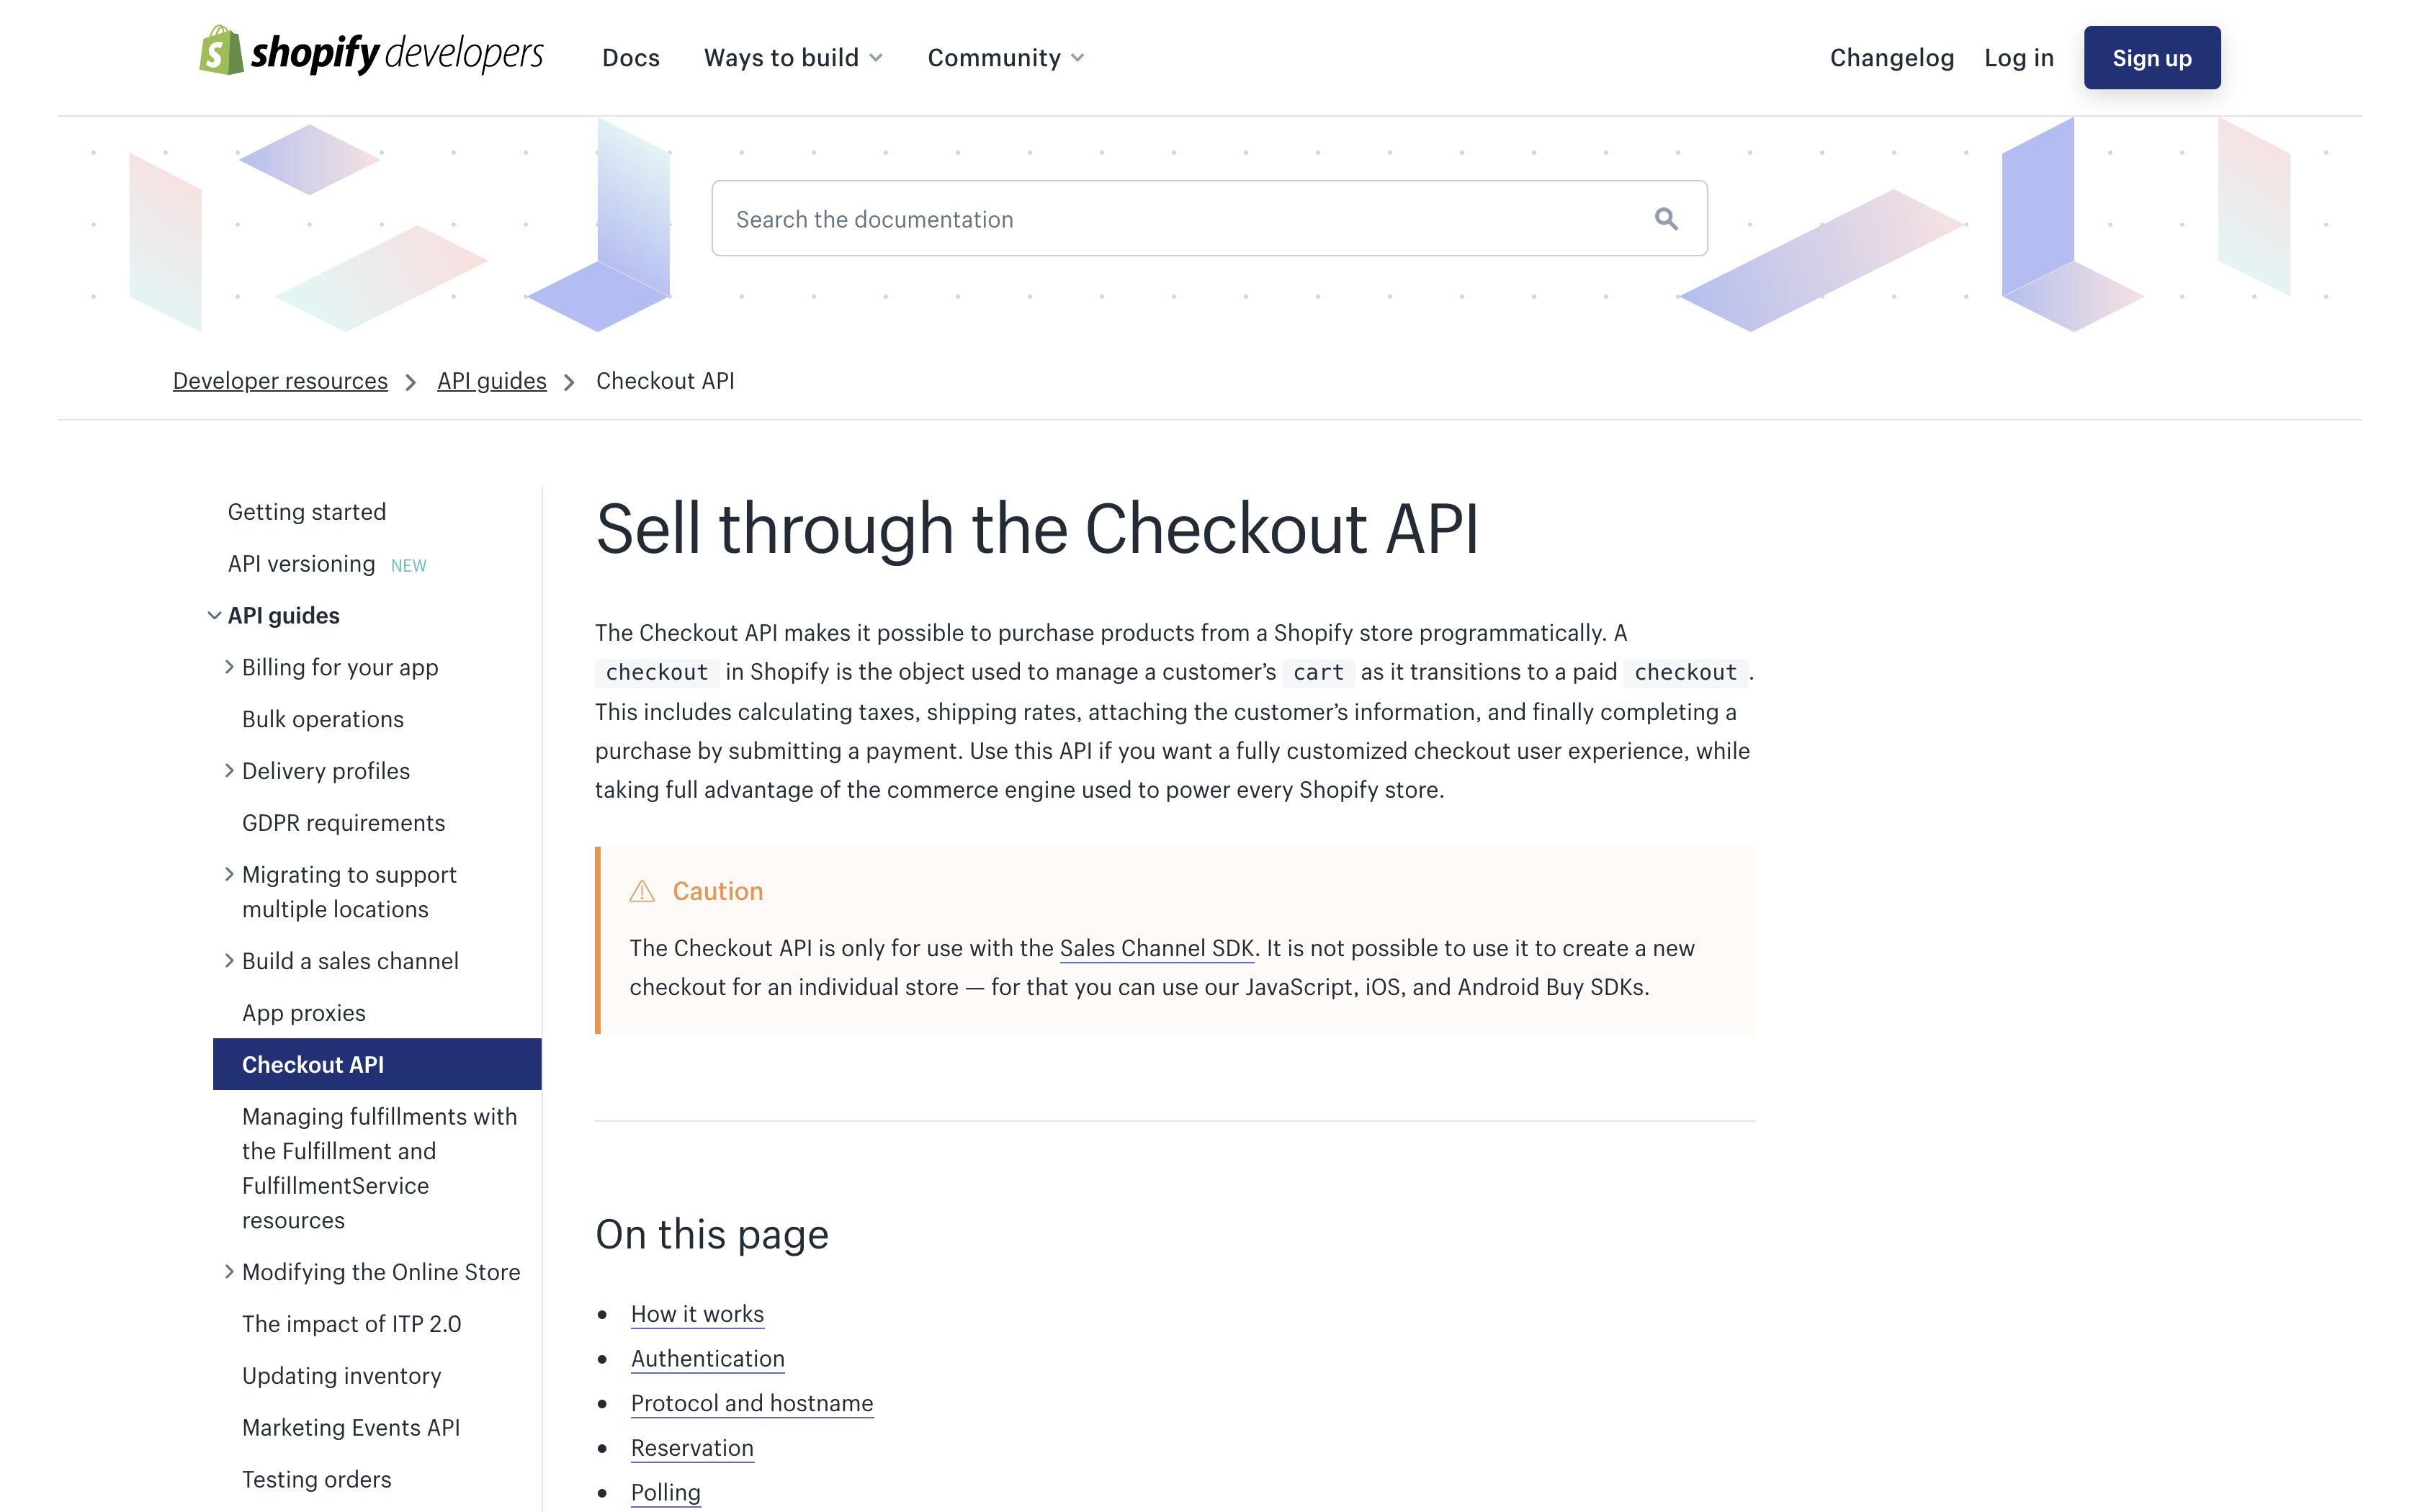 shopify developers
Docs
Ways to build
Community
Changelog
Log in
Sign up
Search the documentation
Developer resources
API guides
Checkout API
Getting started
API versioning NEW
API guides
Billing for your app
Bulk operations
Delivery profiles
GDPR requirements
Migrating to support
multiple locations
Build a sales channel
App proxies
Checkout API
Managing fulfillments with
the Fulfillment and
FulfillmentService
resources
Modifying the Online Store
The impact of ITP 2.0
Updating inventory
Marketing Events API
Testing orders
Sell through the Checkout API
The Checkout API makes it possible to purchase products from a Shopify store programmatically. A
checkout in Shopify is the object used to manage a customer’s cart as it transitions to a paid checkout.
This includes calculating taxes, shipping rates, attaching the customer’s information, and finally completing a
purchase by submitting a payment. Use this API if you want a fully customized checkout user experience, while
taking full advantage of the commerce engine used to power every Shopify store.
Caution
The Checkout API is only for use with the Sales Channel SDK. It is not possible to use it to create a new
checkout for an individual store — for that you can use our JavaScript, iOS, and Android Buy SDKs.
On this page
How it works
Authentication
Protocol and hostname
Reservation
Polling